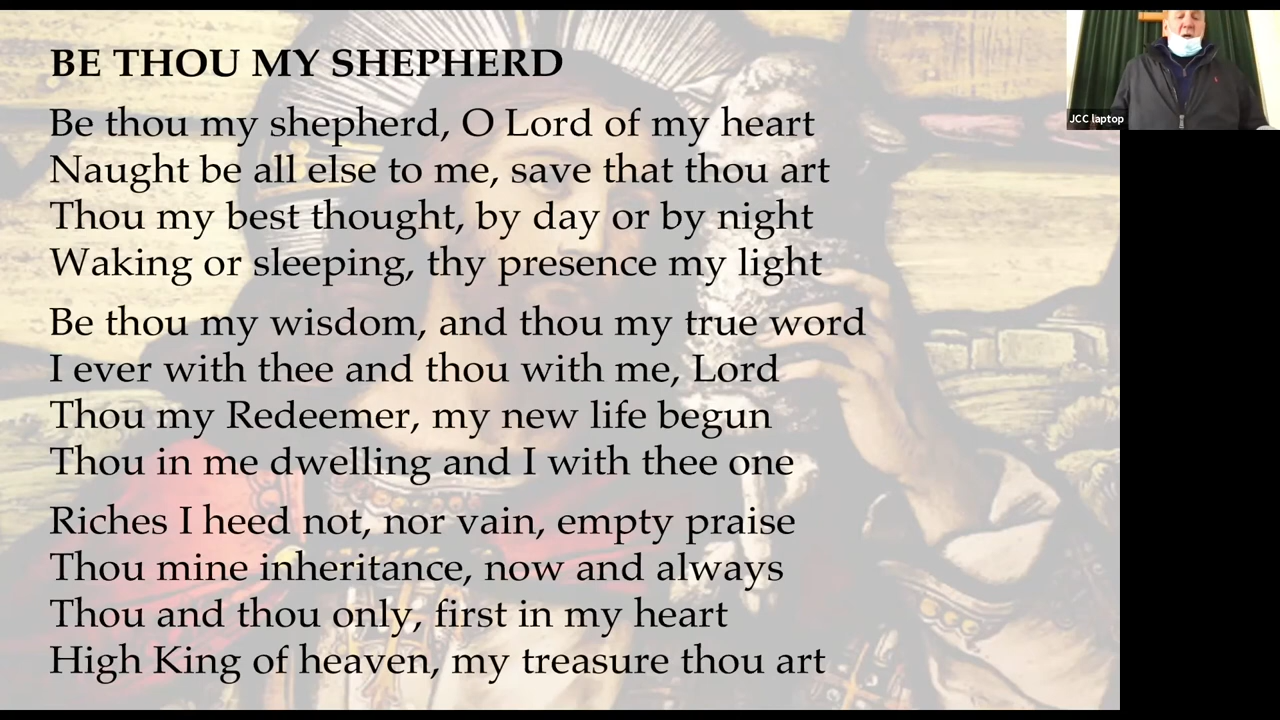 BE THOU MY SHEPHERD
Be thou my shepherd, O Lord of my heart
Naught be all else to me, save that thou art
Thou my best thought, by day or by night
Waking or sleeping, thy presence my light
Be thou my wisdom, and thou my true word
I ever with thee and thou with me, Lord
Thou my Redeemer, my new life begun
Thou in me dwelling and I with thee one
Riches I heed not, nor vain, empty praise
Thou mine inheritance, now and always
Thou and thou only, first in my heart
High King of heaven, my treasure thou art
JCC laptop